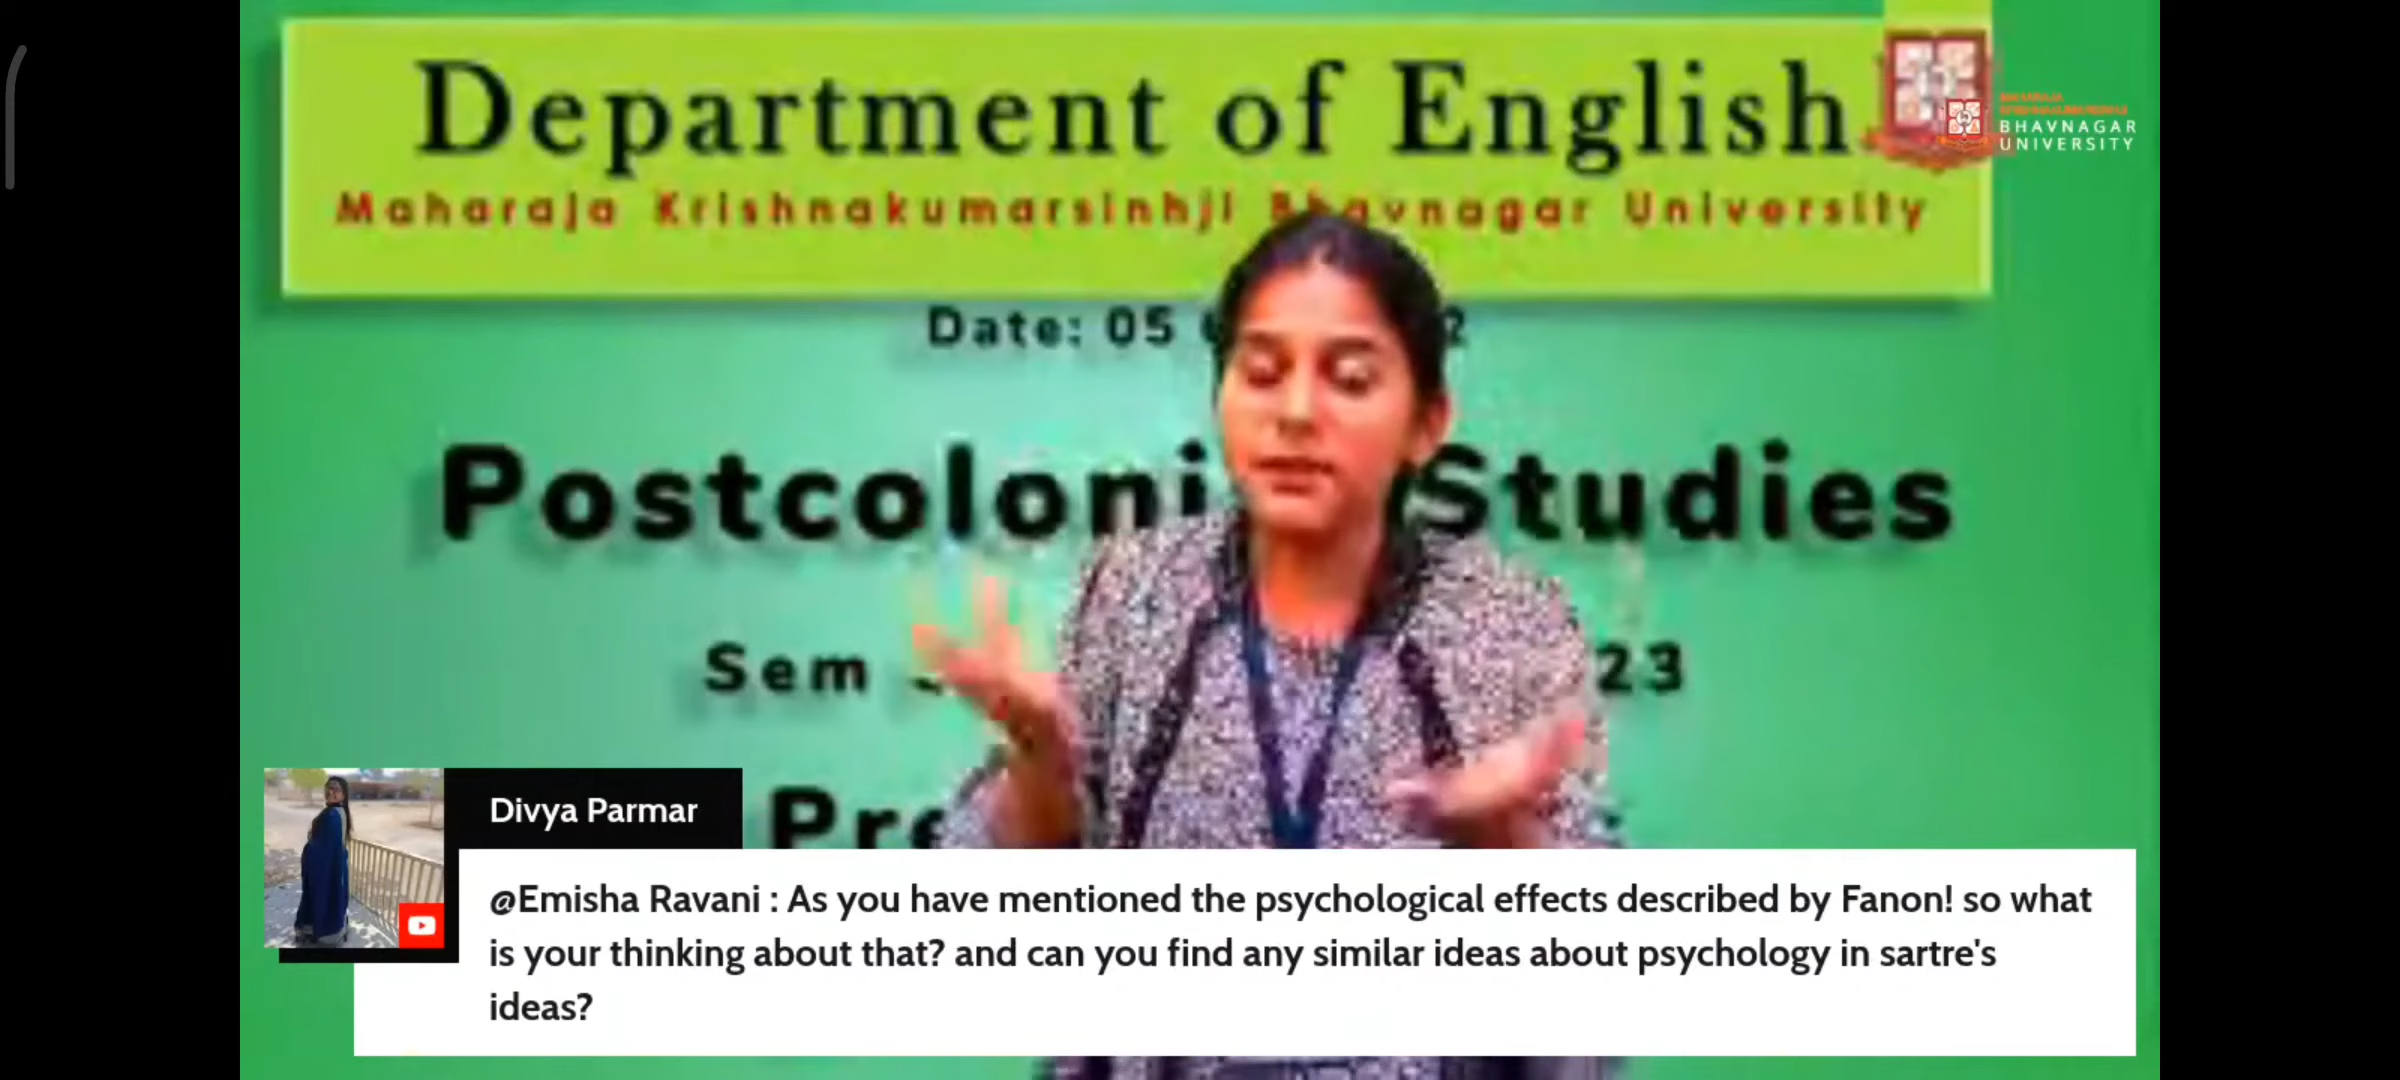 Department of English
Maharaja Krishnakumarsinhji Bhavnagar University
BHAVNAGAR
UNIVERSITY
Date: 05
Studies
Sem
23
Divya Parmar
@Emisha Ravani : As you have mentioned the psychological effects described by Fanon! so what
is your thinking about that? and can you find any similar ideas about psychology in sartre's
ideas?